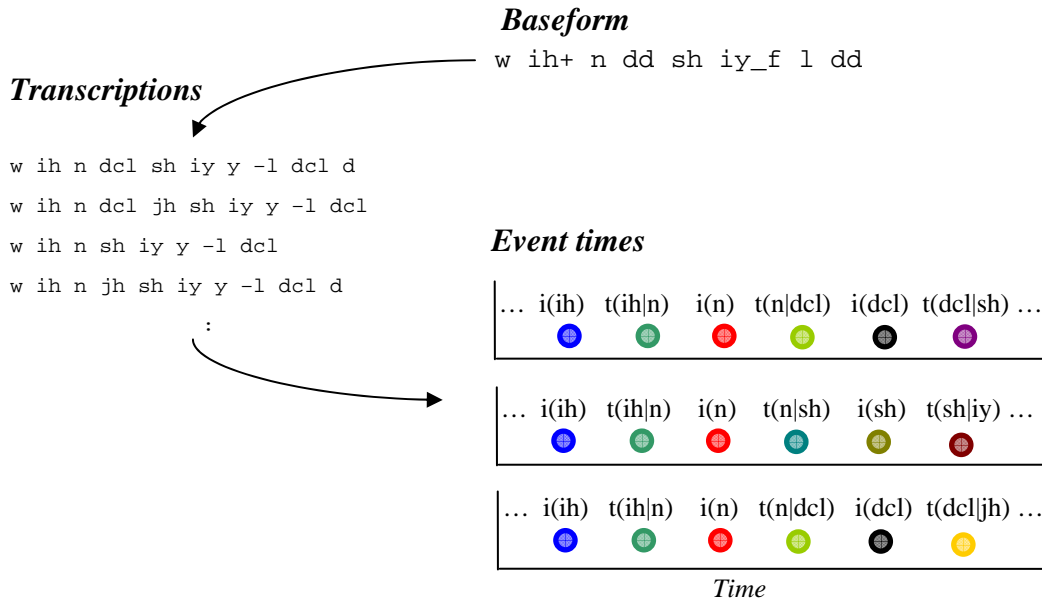 Baseform
w ih+ n dd sh iy_f l dd
Transcriptions
w ih n dcl sh iy y –l dcl d
w ih n dcl jh sh iy y –l dcl
w ih n sh iy y –l dcl
w ih n jh sh iy y –l dcl d
:
Event times
… i(ih) t(ih|n) i(n) t(n|dcl) i(dcl) t(dcl|sh) …
… i(ih) t(ih|n) i(n) t(n|sh) i(sh) t(sh|iy) …
… i(ih) t(ih|n) i(n) t(n|dcl) i(dcl) t(dcl|jh) …
Time